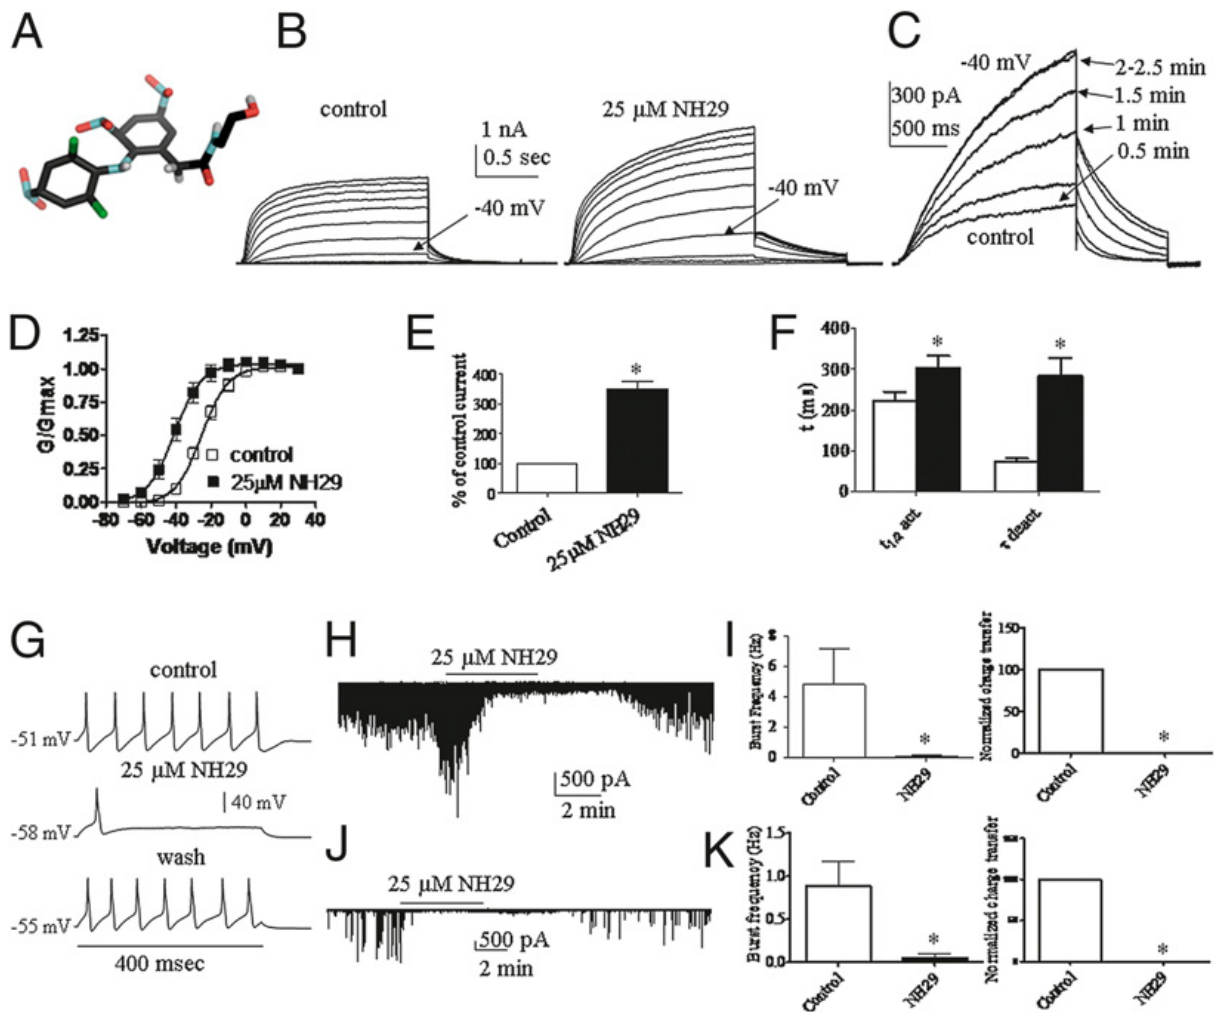 A
B
control
25 μM NH29
1 nA
0.5 sec
-40 mV
-40 mV
C
-40 mV
300 pA
500 ms
2-2.5 min
1.5 min
1 min
0.5 min
control
D
G/Gmax
1.25
1.00
0.75
0.50
0.25
0.00
control
25μM NH29
-80 -60 -40 -20 0 20 40
Voltage (mV)
E
% of control current
400
300
200
100
0
*
Control
25 μM NH29
F
t (ms)
400
300
200
100
0
*
*
t1/2 act
τ deact
G
control
-51 mV
25 μM NH29
40 mV
-58 mV
wash
-55 mV
400 msec
H
25 μM NH29
500 pA
2 min
I
Burst Frequency (Hz)
8
6
4
2
0
*
Control
NH29
Normalized charge transfer
150
100
50
0
*
Control
NH29
J
25 μM NH29
500 pA
2 min
K
Burst frequency (Hz)
1.5
1.0
0.5
0.0
*
Control
NH29
Normalized charge transfer
*
Control
NH29